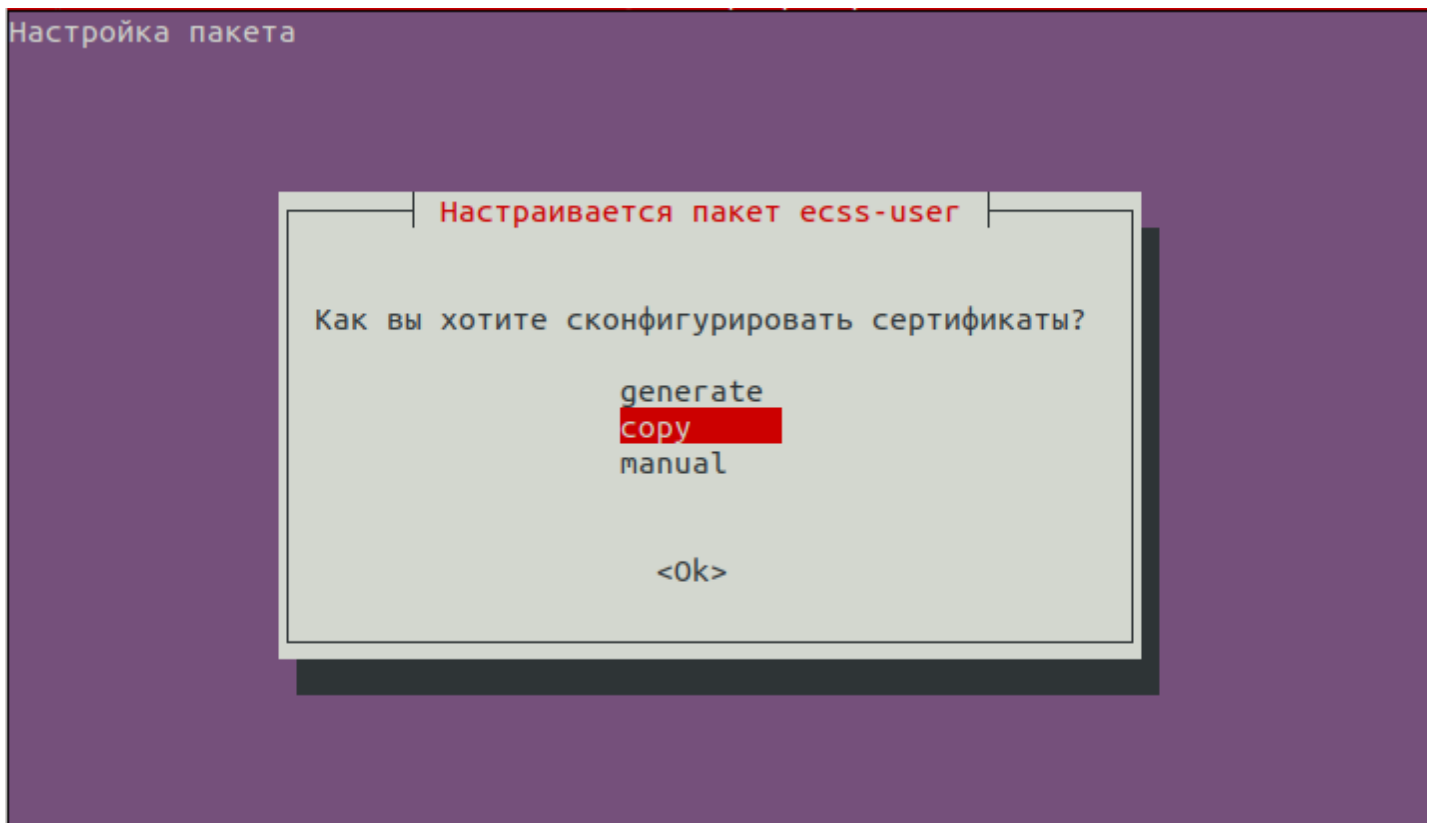 Настройка пакета
Настраивается пакет ecss-user
Как вы хотите сконфигурировать сертификаты?
generate
copy
manual
<Ok>